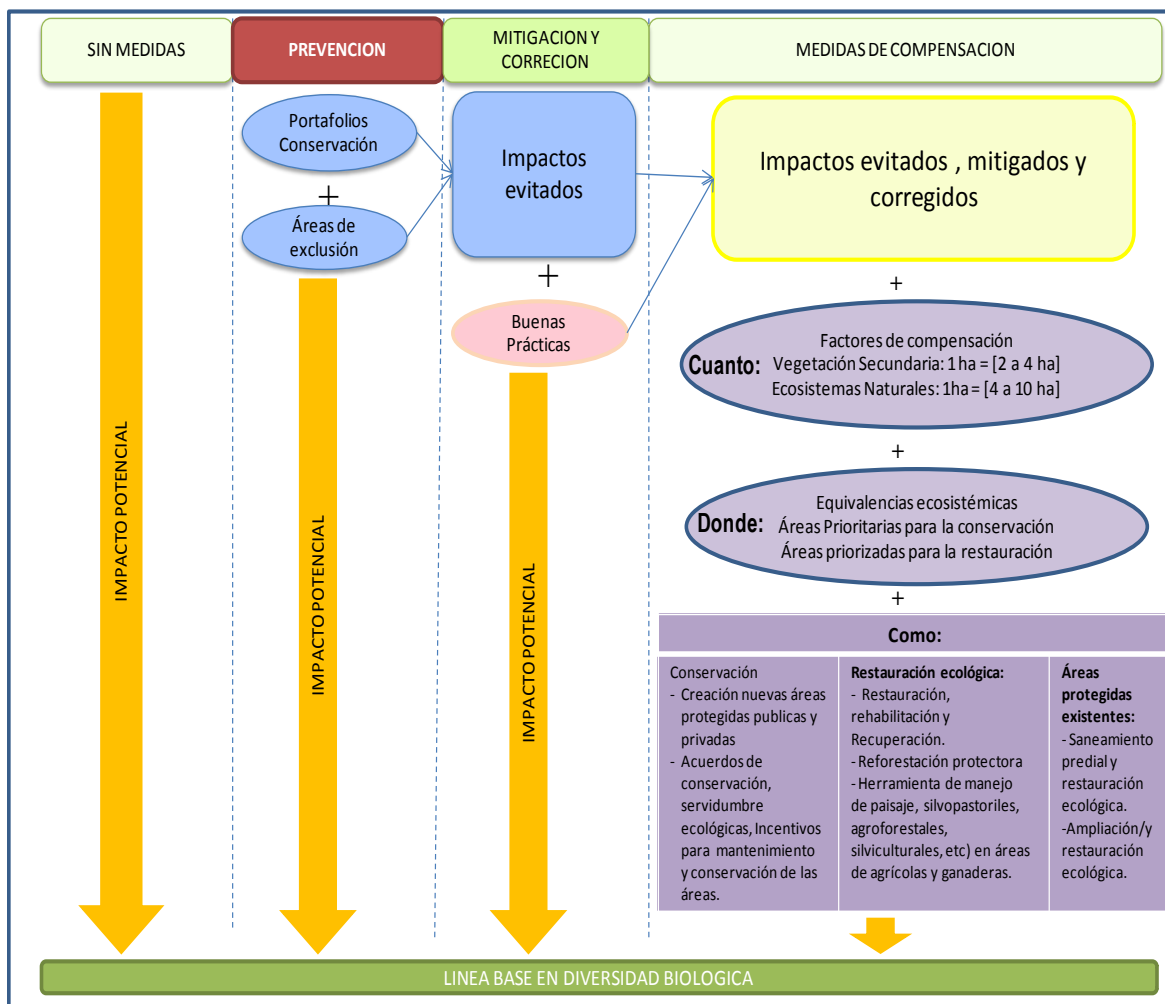 SIN MEDIDAS
PREVENCION
MITIGACION Y
CORRECION
MEDIDAS DE COMPENSACION
Portafolios
Conservación
+
Áreas de
exclusión
Impactos
evitados
+
Buenas
Prácticas
Impactos evitados , mitigados y
corregidos
+
Factores de compensación
Cuanto: Vegetación Secundaria: 1 ha = [2 a 4 ha]
Ecosistemas Naturales: 1ha = [4 a 10 ha]
+
Equivalencias ecosistémicas
Donde: Áreas Prioritarias para la conservación
Áreas priorizadas para la restauración
+
Como:
Conservación
- Creación nuevas áreas
protegidas publicas y
privadas
- Acuerdos de
conservación,
servidumbre
ecológicas, Incentivos
para mantenimiento
y conservación de las
áreas.
Restauración ecológica:
- Restauración,
rehabilitación y
Recuperación.
-Reforestación protectora
-Herramienta de manejo
de paisaje, silvopastoriles,
agroforestales,
silviculturales, etc) en áreas
de agrícolas y ganaderas.
Áreas
protegidas
existentes:
-Saneamiento
predial y
restauración
ecológica.
-Ampliación/y
restauración
ecológica.
IMPACTO POTENCIAL
IMPACTO POTENCIAL
IMPACTO POTENCIAL
LINEA BASE EN DIVERSIDAD BIOLOGICA